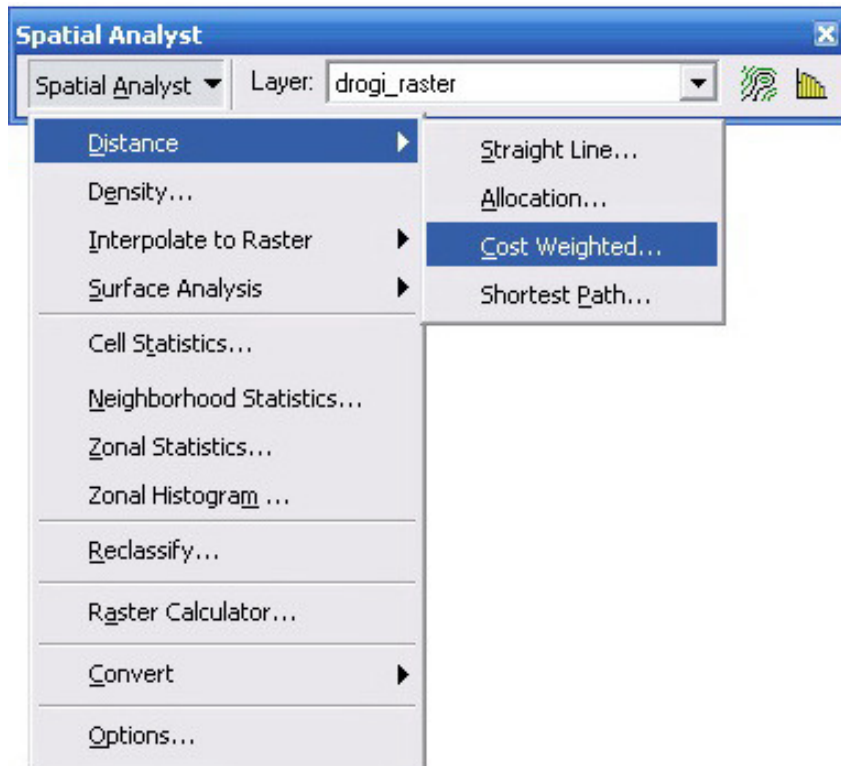 Spatial Analyst
Spatial Analyst Layer: drogi_raster
Distance
Density...
Interpolate to Raster
Surface Analysis
Cell Statistics...
Neighborhood Statistics...
Zonal Statistics...
Zonal Histogram ...
Reclassify...
Raster Calculator...
Convert
Options...
Straight Line...
Allocation...
Cost Weighted...
Shortest Path...